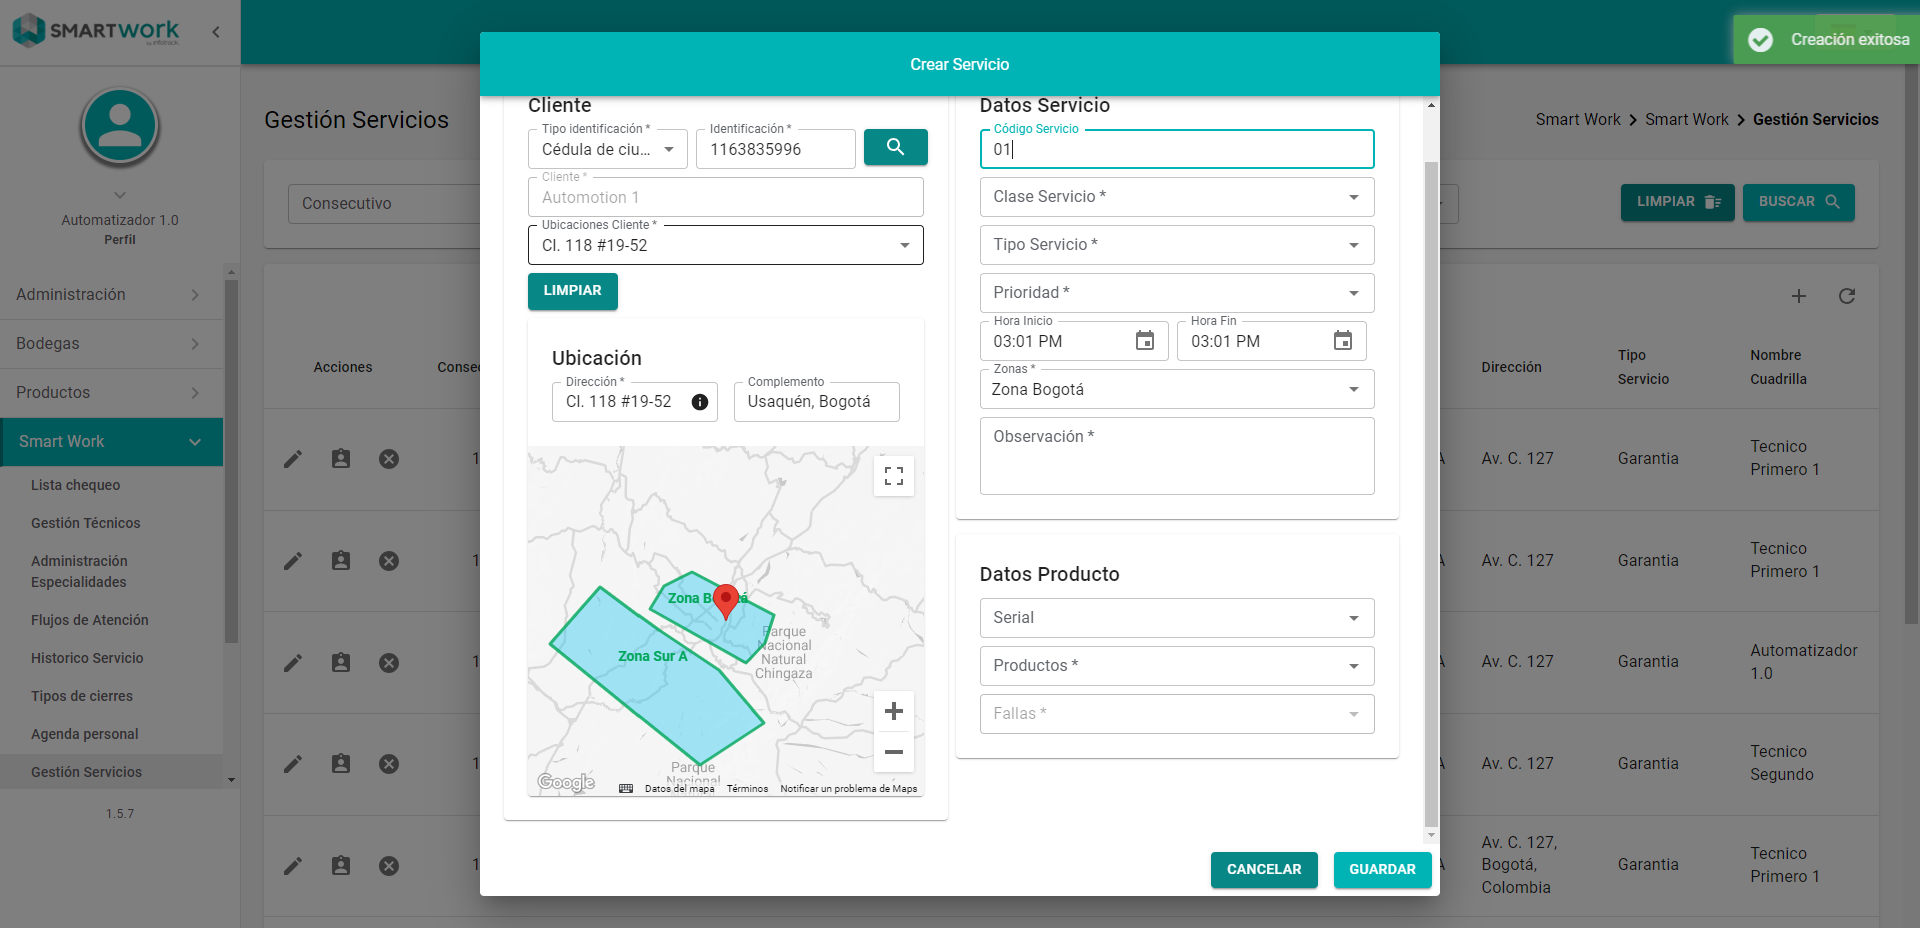 SMARTWORK
Automatizador 1.0
Perfil
Administración
Bodegas
Productos
Smart Work
Lista chequeo
Gestión Técnicos
Administración
Especialidades
Flujos de Atención
Historico Servicio
Tipos de cierres
Agenda personal
Gestión Servicios
1.5.7
Gestión Servicios
Smart Work
Smart Work
Gestión Servicios
Creación exitosa
Consecutivo
LIMPIAR
BUSCAR
Acciones
Dirección
Tipo
Servicio
Nombre
Cuadrilla
Av. C. 127
Garantia
Tecnico
Primero 1
Av. C. 127
Garantia
Tecnico
Primero 1
Av. C. 127
Garantia
Automatizador
1.0
Av. C. 127
Garantia
Tecnico
Segundo
Av. C. 127,
Bogotá,
Colombia
Garantia
Tecnico
Primero 1
Crear Servicio
Cliente
Tipo identificación *
Cédula de ciu...
Identificación *
1163835996
Cliente *
Automotion 1
Ubicaciones Cliente *
Cl. 118 #19-52
LIMPIAR
Ubicación
Dirección *
Cl. 118 #19-52
Complemento
Usaquén, Bogotá
Zona Sur A
Parque
Nacional
Natural
Chingaza
Parque
Nacional
Google
Datos del mapa
Términos
Notificar un problema de Maps
Datos Servicio
Código Servicio
01
Clase Servicio *
Tipo Servicio *
Prioridad *
Hora Inicio
03:01 PM
Hora Fin
03:01 PM
Zonas *
Zona Bogotá
Observación *
Datos Producto
Serial
Productos *
Fallas *
CANCELAR
GUARDAR